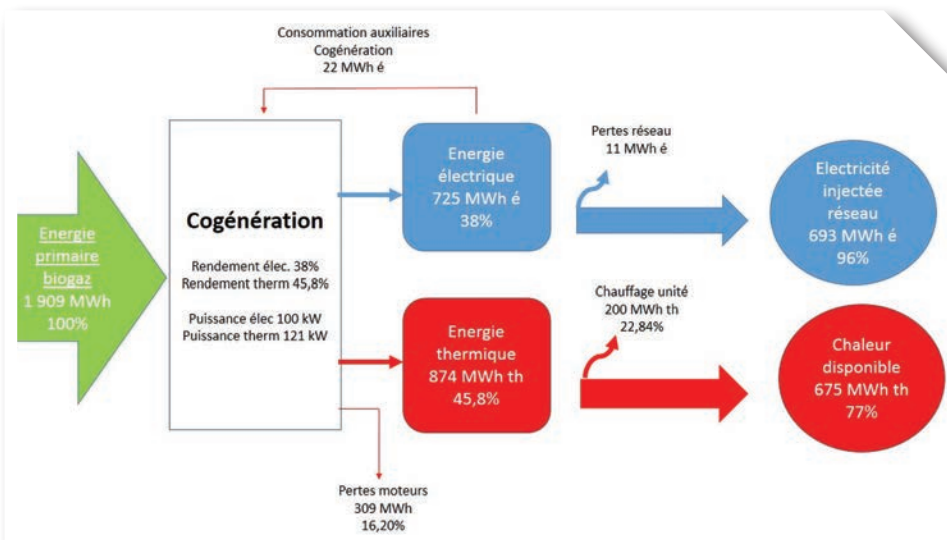 Consommation auxiliaires
Cogénération
22 MWh é
Energie
primaire
biogaz
1 909 MWh
100%
Cogénération
Rendement élec. 38%
Rendement therm 45,8%
Puissance élec 100 kW
Puissance therm 121 kW
Energie
électrique
725 MWh é
38%
Pertes réseau
11 MWh é
Electricité
injectée
réseau
693 MWh é
96%
Energie
thermique
874 MWh th
45,8%
Chauffage unité
200 MWh th
22,84%
Chaleur
disponible
675 MWh th
77%
Pertes moteurs
309 MWh
16,20%